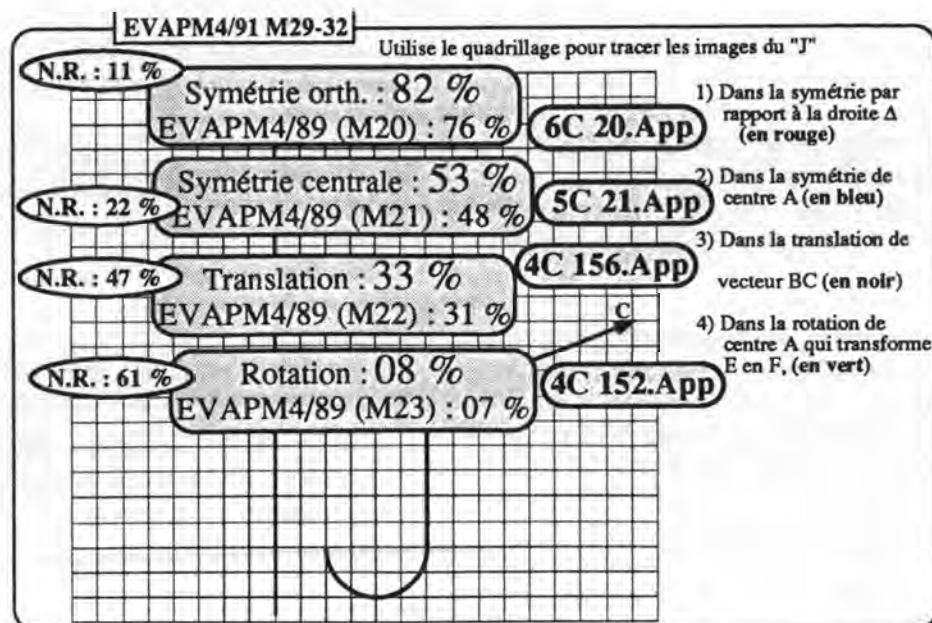 EVAPM4/91 M29-32
Utilise le quadrillage pour tracer les images du "J"
N.R. : 11 %
Symétrie orth. : 82 %
EVAPM4/89 (M20) : 76 %
6C 20.App
1) Dans la symétrie par
rapport à la droite Δ
(en rouge)
N.R. : 22 %
Symétrie centrale : 53 %
EVAPM4/89 (M21) : 48 %
5C 21.App
2) Dans la symétrie de
centre A (en bleu)
N.R. : 47 %
Translation : 33 %
EVAPM4/89 (M22) : 31 %
4C 156.App
3) Dans la translation de
vecteur BC (en noir)
C
N.R. : 61 %
Rotation : 08 %
EVAPM4/89 (M23) : 07 %
4C 152.App
4) Dans la rotation de
centre A qui transforme
E en F, (en vert)